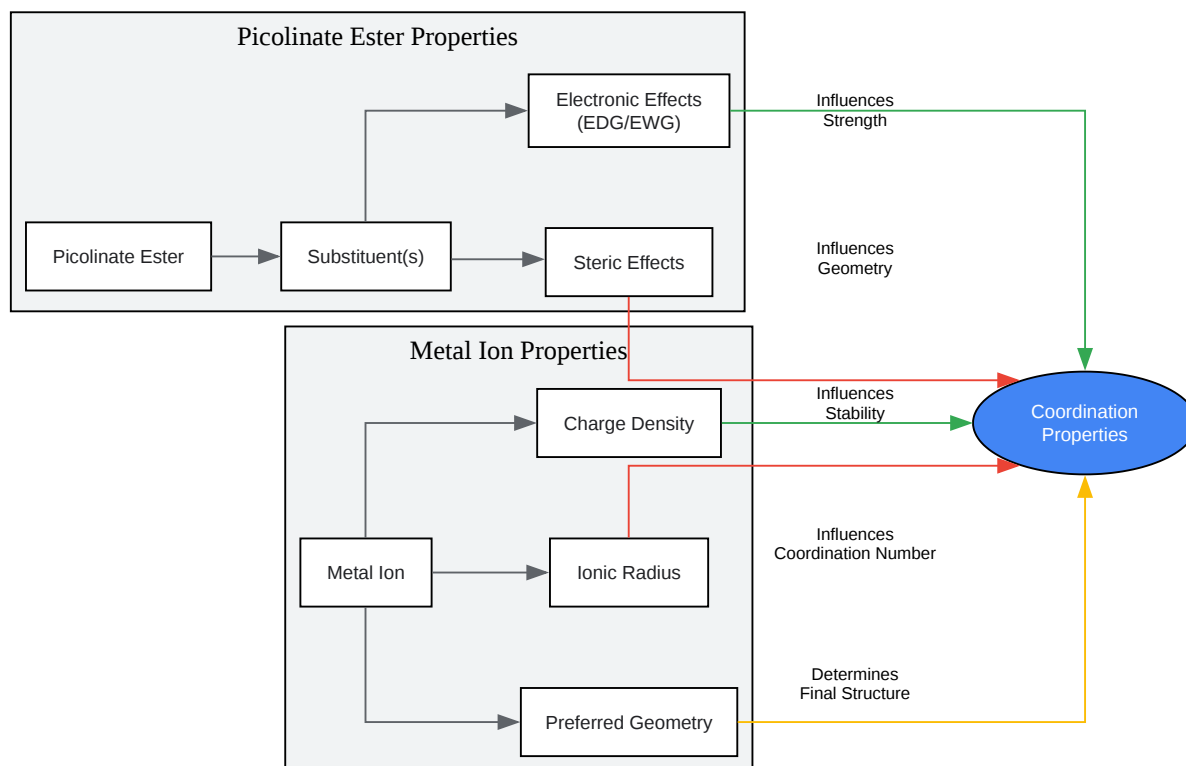 Picolinate Ester Properties
Electronic Effects
(EDG/EWG)
Influences
Strength
Picolinate Ester
Substituent(s)
Steric Effects
Influences
Geometry
Metal Ion Properties
Charge Density
Influences
Stability
Coordination
Properties
Metal Ion
Ionic Radius
Influences
Coordination Number
Preferred Geometry
Determines
Final Structure